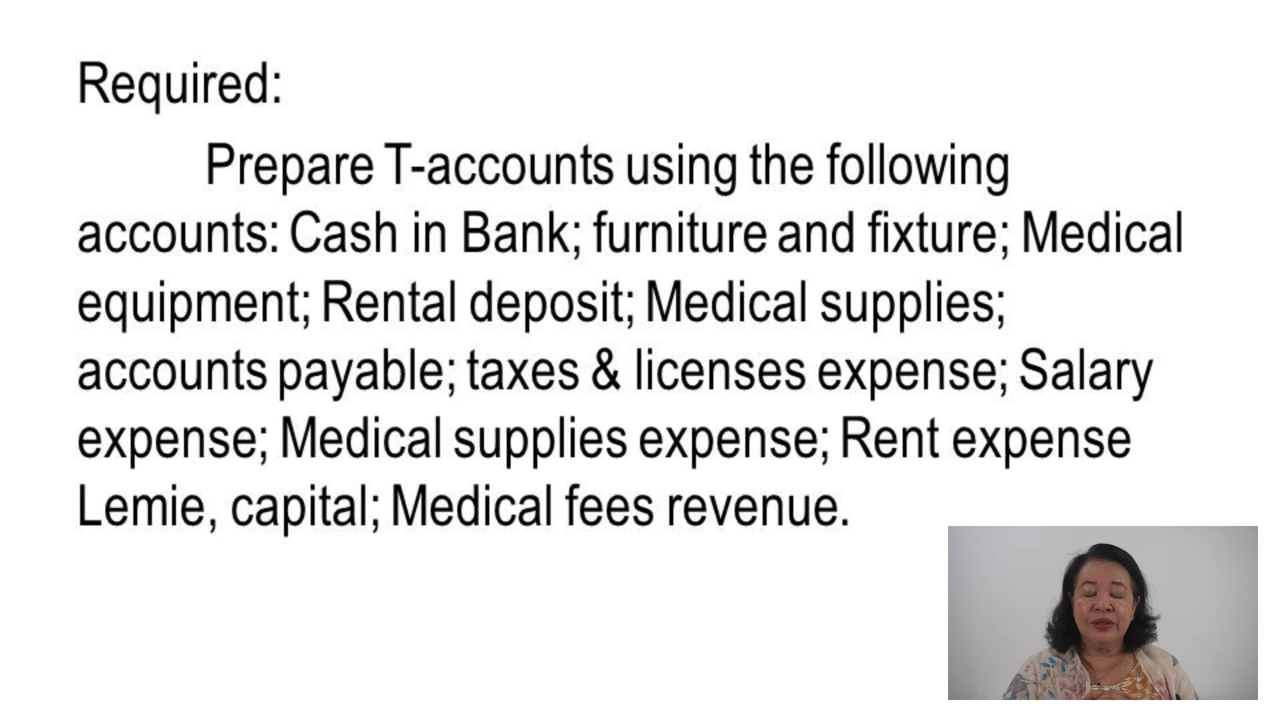 Required:
Prepare T-accounts using the following
accounts: Cash in Bank; furniture and fixture; Medical
equipment; Rental deposit; Medical supplies;
accounts payable; taxes & licenses expense; Salary
expense; Medical supplies expense; Rent expense
Lemie, capital; Medical fees revenue.